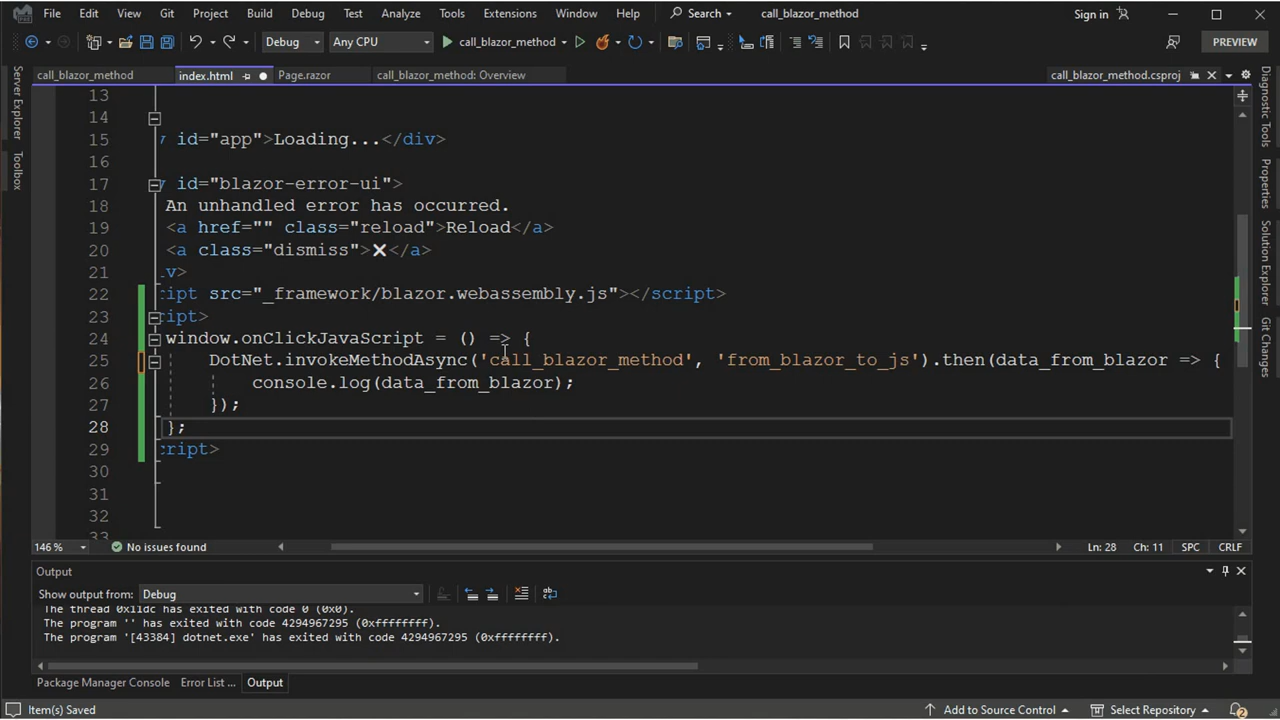 File Edit View Git Project Build Debug Test Analyze Tools Extensions Window Help Search call_blazor_method Sign in
Debug Any CPU call_blazor_method PREVIEW
call_blazor_method index.html Page.razor call_blazor_method: Overview call_blazor_method.csproj
Server Explorer
Toolbox
Diagnostic Tools
Properties
Solution Explorer
Git Changes
13
14
15 y id="app">Loading...</div>
16
17 y id="blazor-error-ui">
18 An unhandled error has occurred.
19 <a href="" class="reload">Reload</a>
20 <a class="dismiss">🗙</a>
21 iv>
22 ript src="_framework/blazor.webassembly.js"></script>
23 ript>
24 window.onClickJavaScript = () => {
25 DotNet.invokeMethodAsync('call_blazor_method', 'from_blazor_to_js').then(data_from_blazor => {
26 console.log(data_from_blazor);
27 });
28 };
29 cript>
30
31
32
33
146 % No issues found Ln: 28 Ch: 11 SPC CRLF
Output
Show output from: Debug
The thread 0x11dc has exited with code 0 (0x0).
The program '' has exited with code 4294967295 (0xffffffff).
The program '[43384] dotnet.exe' has exited with code 4294967295 (0xffffffff).
Package Manager Console Error List ... Output
Item(s) Saved Add to Source Control Select Repository 2